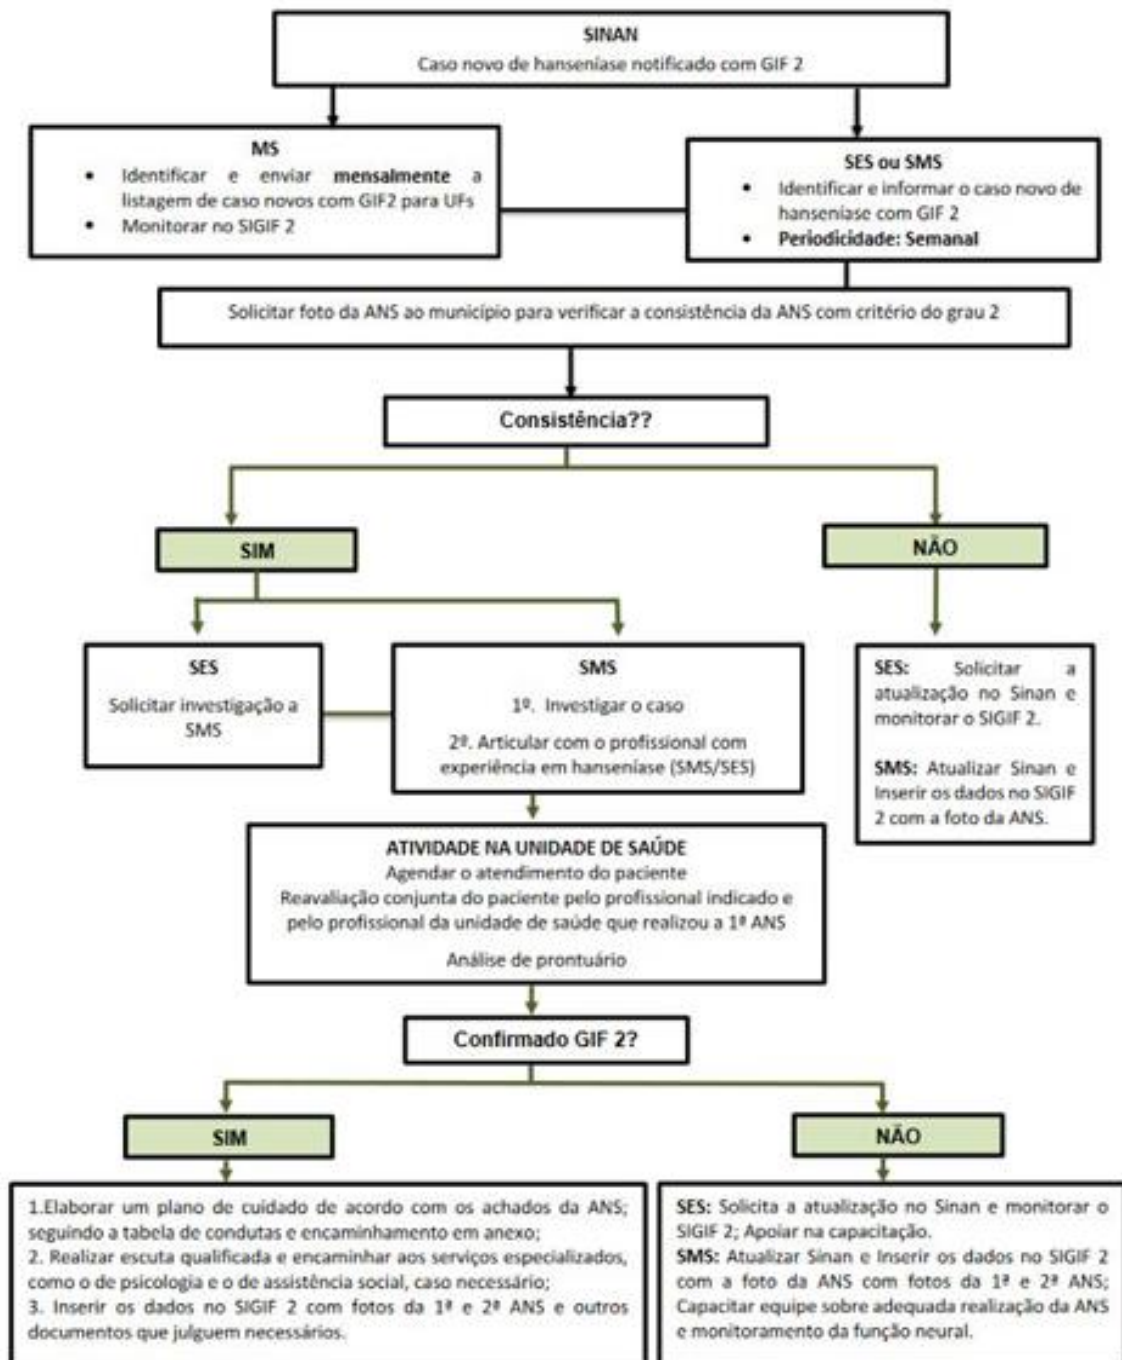 SINAN
Caso novo de hanseníase notificado com GIF 2
MS
• Identificar e enviar mensalmente a
listagem de caso novos com GIF2 para UFs
• Monitorar no SIGIF 2
SES ou SMS
• Identificar e informar o caso novo de
hanseníase com GIF 2
• Periodicidade: Semanal
Solicitar foto da ANS ao município para verificar a consistência da ANS com critério do grau 2
Consistência??
SIM
NÃO
SES
Solicitar investigação a
SMS
SMS
1º. Investigar o caso
2ª. Articular com o profissional com
experiência em hanseníase (SMS/SES)
SES: Solicitar a
atualização no Sinan e
monitorar o SIGIF 2.
SMS: Atualizar Sinan e
Inserir os dados no SIGIF
2 com a foto da ANS.
ATIVIDADE NA UNIDADE DE SAÚDE
Agendar o atendimento do paciente
Reavaliação conjunta do paciente pelo profissional indicado e
pelo profissional da unidade de saúde que realizou a 1ª ANS
Análise de prontuário
Confirmado GIF 2?
SIM
NÃO
1.Elaborar um plano de cuidado de acordo com os achados da ANS;
seguindo a tabela de condutas e encaminhamento em anexo;
2. Realizar escuta qualificada e encaminhar aos serviços especializados,
como o de psicologia e o de assistência social, caso necessário;
3. Inserir os dados no SIGIF 2 com fotos da 1ª e 2ª ANS e outros
documentos que julguem necessários.
SES: Solicita a atualização no Sinan e monitorar o
SIGIF 2; Apoiar na capacitação.
SMS: Atualizar Sinan e Inserir os dados no SIGIF 2
com a foto da ANS com fotos da 1ª e 2ª ANS;
Capacitar equipe sobre adequada realização da ANS
e monitoramento da função neural.